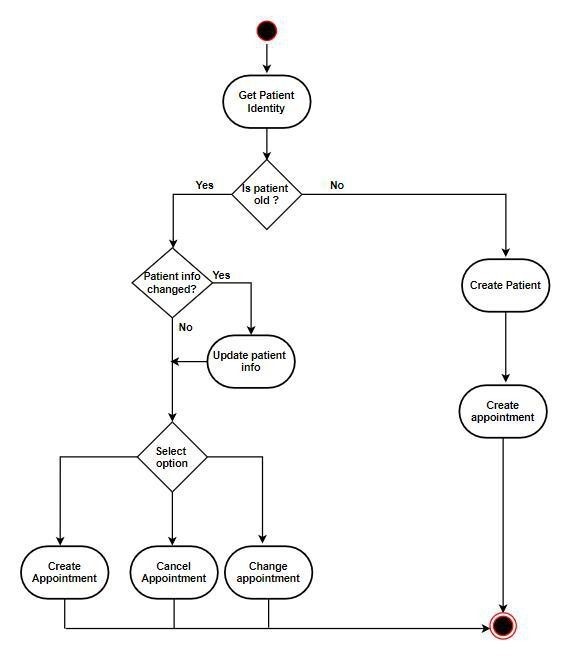 Get Patient
Identity
Yes
Is patient
old ?
No
Patient info
changed?
Yes
Create Patient
No
Update patient
info
Create
appointment
Select
option
Create
Appointment
Cancel
Appointment
Change
appointment